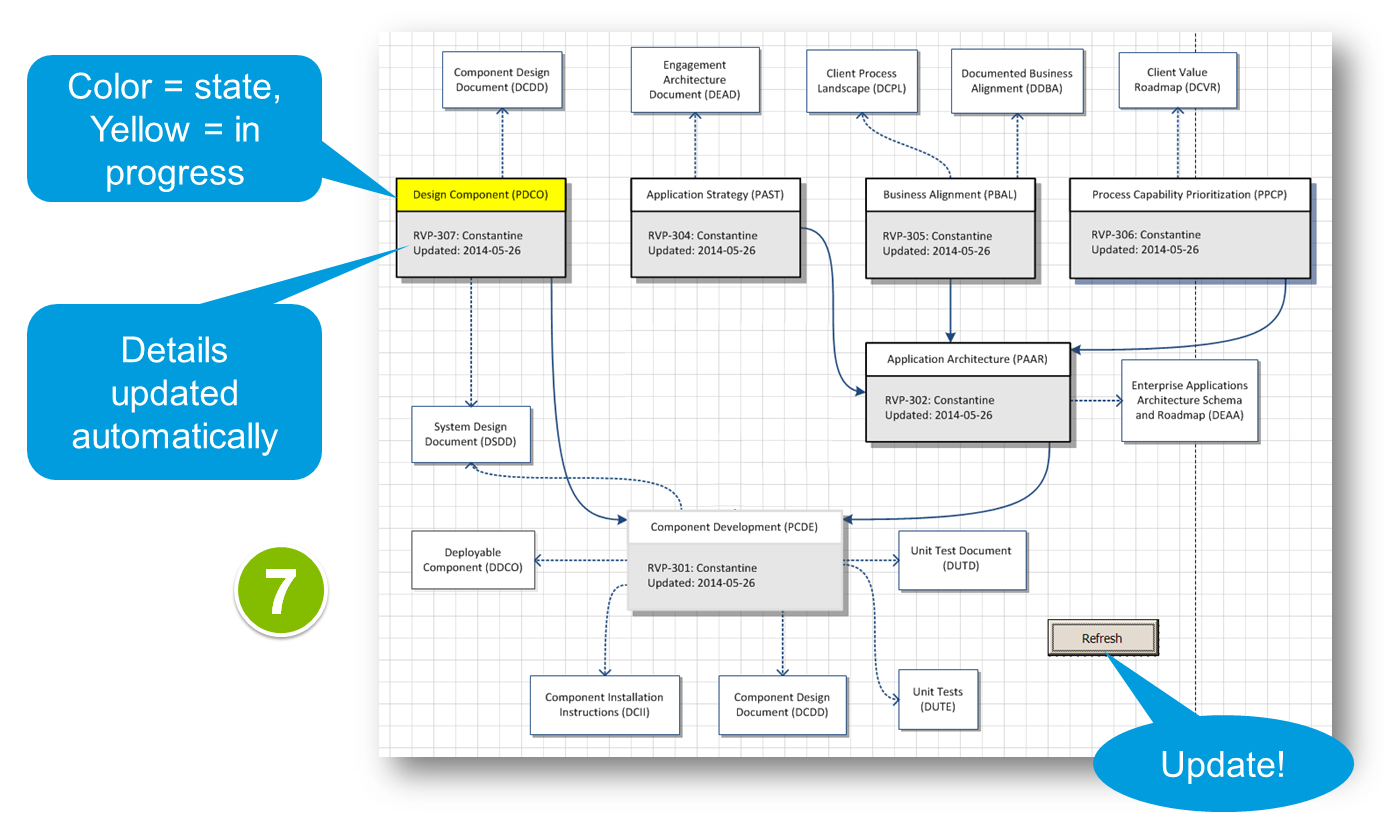 Color = state,
Yellow = in
progress
Component Design
Document (DCDD)
Engagement
Architecture
Document (DEAD)
Client Process
Landscape (DCPL)
Documented Business
Alignment (DDBA)
Client Value
Roadmap (DCVR)
Design Component (PDCO)
RVP-307: Constantine
Updated: 2014-05-26
Application Strategy (PAST)
RVP-304: Constantine
Updated: 2014-05-26
Business Alignment (PBAL)
RVP-305: Constantine
Updated: 2014-05-26
Process Capability Prioritization (PPCP)
RVP-306: Constantine
Updated: 2014-05-26
Details
updated
automatically
Application Architecture (PAAR)
RVP-302: Constantine
Updated: 2014-05-26
Enterprise Applications
Architecture Schema
and Roadmap (DEAA)
System Design
Document (DSDD)
Component Development (PCDE)
RVP-301: Constantine
Updated: 2014-05-26
Deployable
Component (DDCO)
Unit Test Document
(DUTD)
7
Refresh
Component Installation
Instructions (DCII)
Component Design
Document (DCDD)
Unit Tests
(DUTE)
Update!